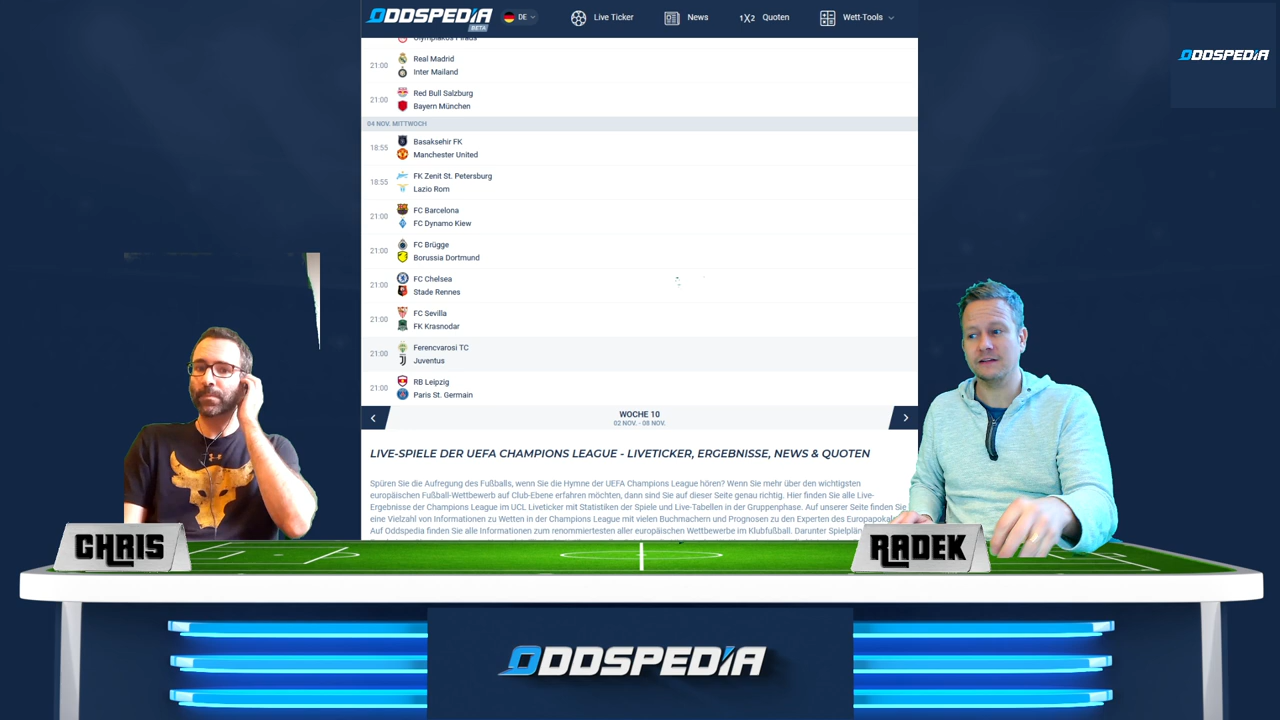 ODDSPEDIA
BETA
DE
Live Ticker
News
1X2 Quoten
Wett-Tools
ODDSPEDIA
Olympiakos Piräus
21:00
Real Madrid
Inter Mailand
21:00
Red Bull Salzburg
Bayern München
04 NOV. MITTWOCH
18:55
Basaksehir FK
Manchester United
18:55
FK Zenit St. Petersburg
Lazio Rom
21:00
FC Barcelona
FC Dynamo Kiew
21:00
FC Brügge
Borussia Dortmund
21:00
FC Chelsea
Stade Rennes
21:00
FC Sevilla
FK Krasnodar
21:00
Ferencvarosi TC
Juventus
21:00
RB Leipzig
Paris St. Germain
WOCHE 10
02 NOV. - 08 NOV.
LIVE-SPIELE DER UEFA CHAMPIONS LEAGUE - LIVETICKER, ERGEBNISSE, NEWS & QUOTEN
Spüren Sie die Aufregung des Fußballs, wenn Sie die Hymne der UEFA Champions League hören? Wenn Sie mehr über den wichtigsten
europäischen Fußball-Wettbewerb auf Club-Ebene erfahren möchten, dann sind Sie auf dieser Seite genau richtig. Hier finden Sie alle Live-
Ergebnisse der Champions League im UCL Liveticker mit Statistiken der Spiele und Live-Tabellen in der Gruppenphase. Auf unserer Seite finden Sie
eine Vielzahl von Informationen zu Wetten in der Champions League mit vielen Buchmachern und Prognosen zu den Experten des Europapokals
Auf Oddspedia finden Sie alle Informationen zum renommiertesten aller europäischen Wettbewerbe im Klubfußball. Darunter Spielplän
CHRIS
RADEK
ODDSPEDIA